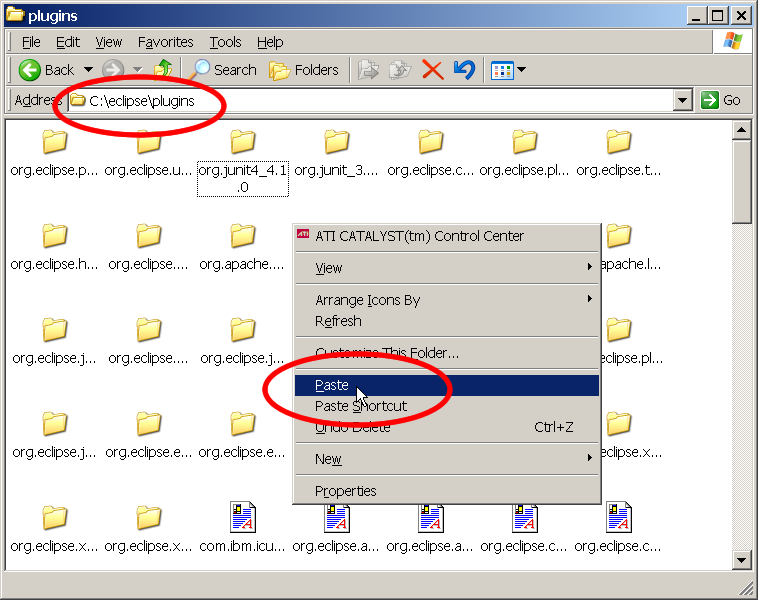 plugins
File Edit View Favorites Tools Help
Back Search Folders
Address C:\eclipse\plugins Go
org.eclipse.p... org.eclipse.u... org.junit4_4.1 org.junit_3.... org.eclipse.c... org.eclipse.pl... org.eclipse.t...
.0
ATI ATI CATALYST(tm) Control Center
org.eclipse.h... org.eclipse.... org.apache.... View apache.l...
Arrange Icons By
Refresh
org.eclipse.j... org.eclipse.... org.eclipse.j... Customize This Folder... eclipse.pl...
Paste
Paste Shortcut
Undo Delete Ctrl+Z
org.eclipse.j... org.eclipse.e... org.eclipse.e... New eclipse.x...
Properties
org.eclipse.x... org.eclipse.x... com.ibm.icu... org.eclipse.a... org.eclipse.a... org.eclipse.c... org.eclipse.c...